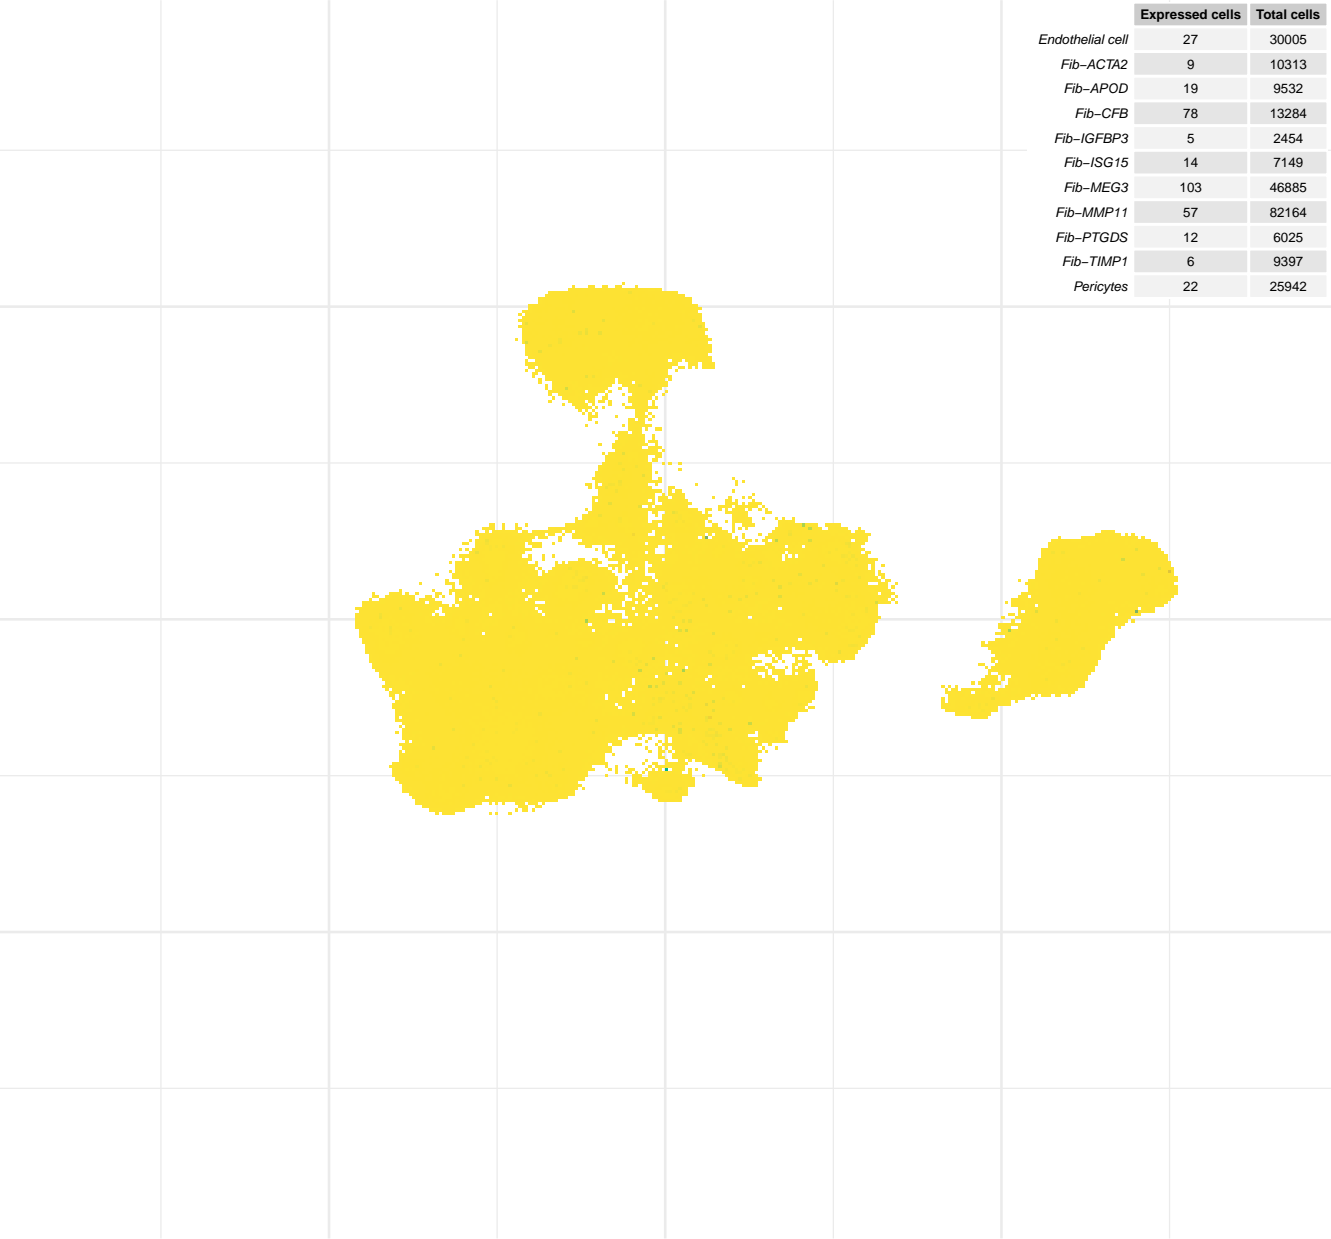 Expressed cells Total cells
Endothelial cell 27 30005
Fib−ACTA2 9 10313
Fib−APOD 19 9532
Fib−CFB 78 13284
Fib−IGFBP3 5 2454
Fib−ISG15 14 7149
Fib−MEG3 103 46885
Fib−MMP11 57 82164
Fib−PTGDS 12 6025
Fib−TIMP1 6 9397
Pericytes 22 25942